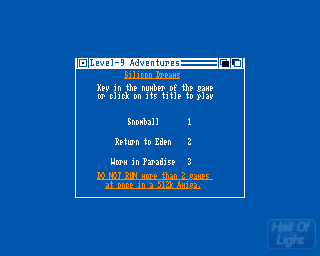 Level-9 Adventures
Silicon Dreams
Key in the number of the game
or click on its title to play
Snowball 1
Return to Eden 2
Worm in Paradise 3
DO NOT RUN more than 2 games
at once in a 512k Amiga.
Hall Of
Light